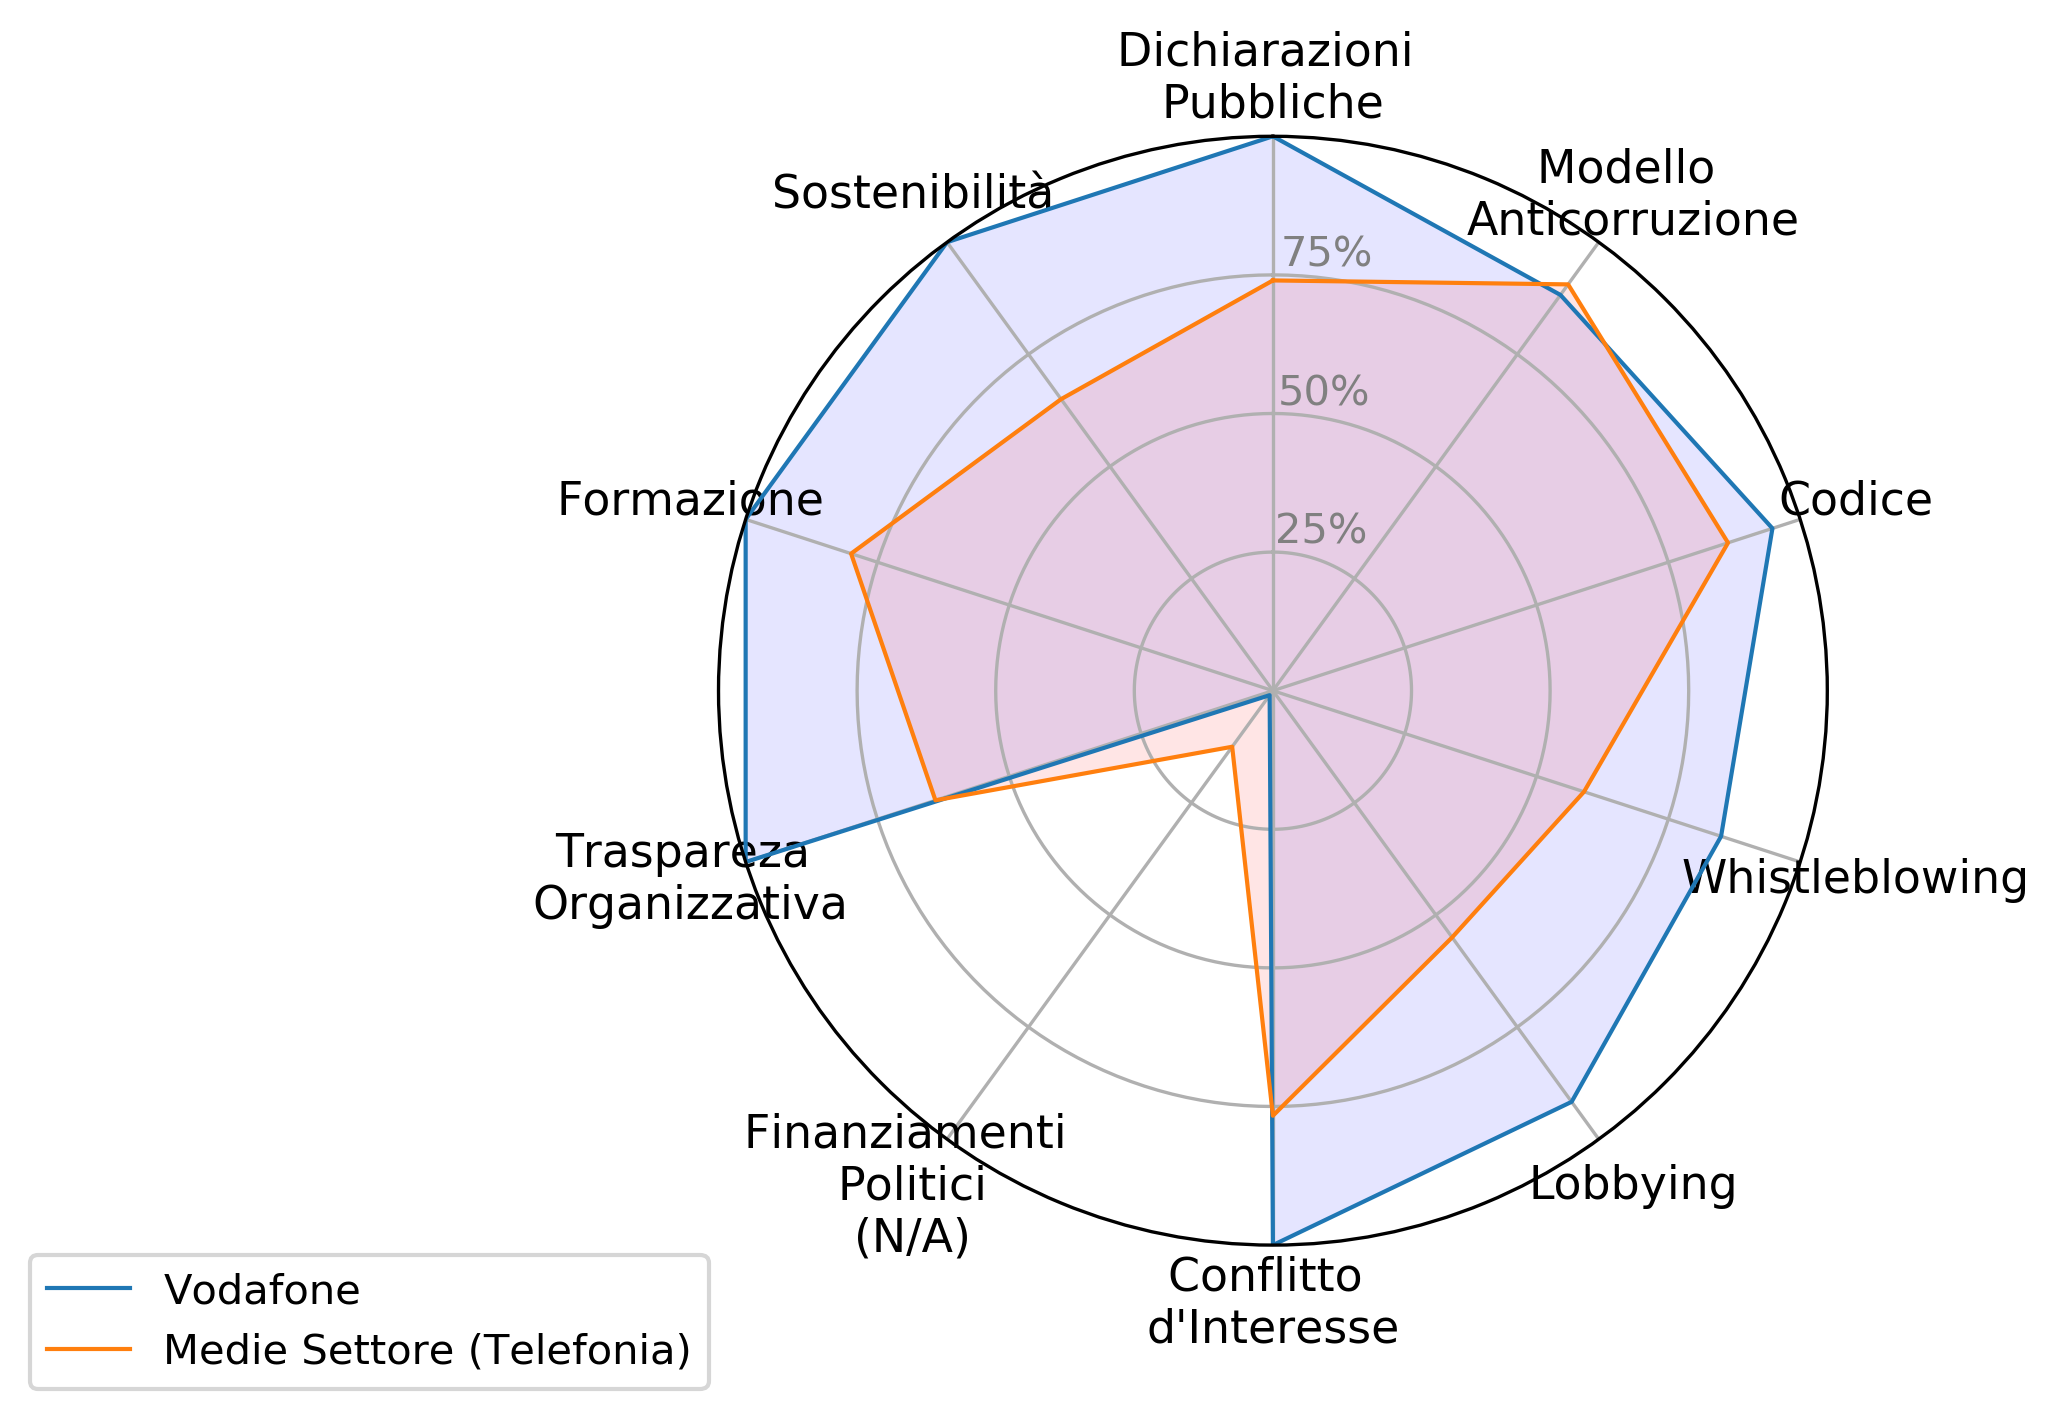 Dichiarazioni
Pubbliche
Modello
Anticorruzione
Sostenibilità
75%
50%
Formazione
Codice
25%
Traspareza
Organizzativa
Whistleblowing
Finanziamenti
Politici
(N/A)
Lobbying
Conflitto
d'Interesse
Vodafone
Medie Settore (Telefonia)